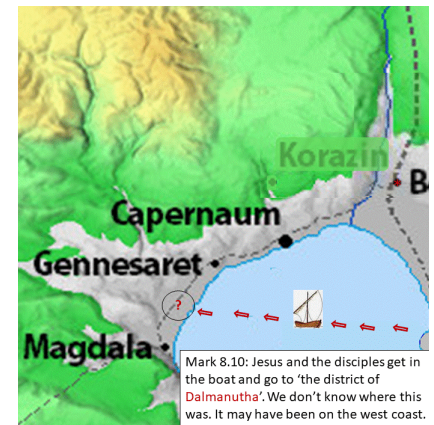 Korazin
B
Capernaum
Gennesaret
?
Magdala
Mark 8.10: Jesus and the disciples get in
the boat and go to ‘the district of
Dalmanutha’. We don’t know where this
was. It may have been on the west coast.